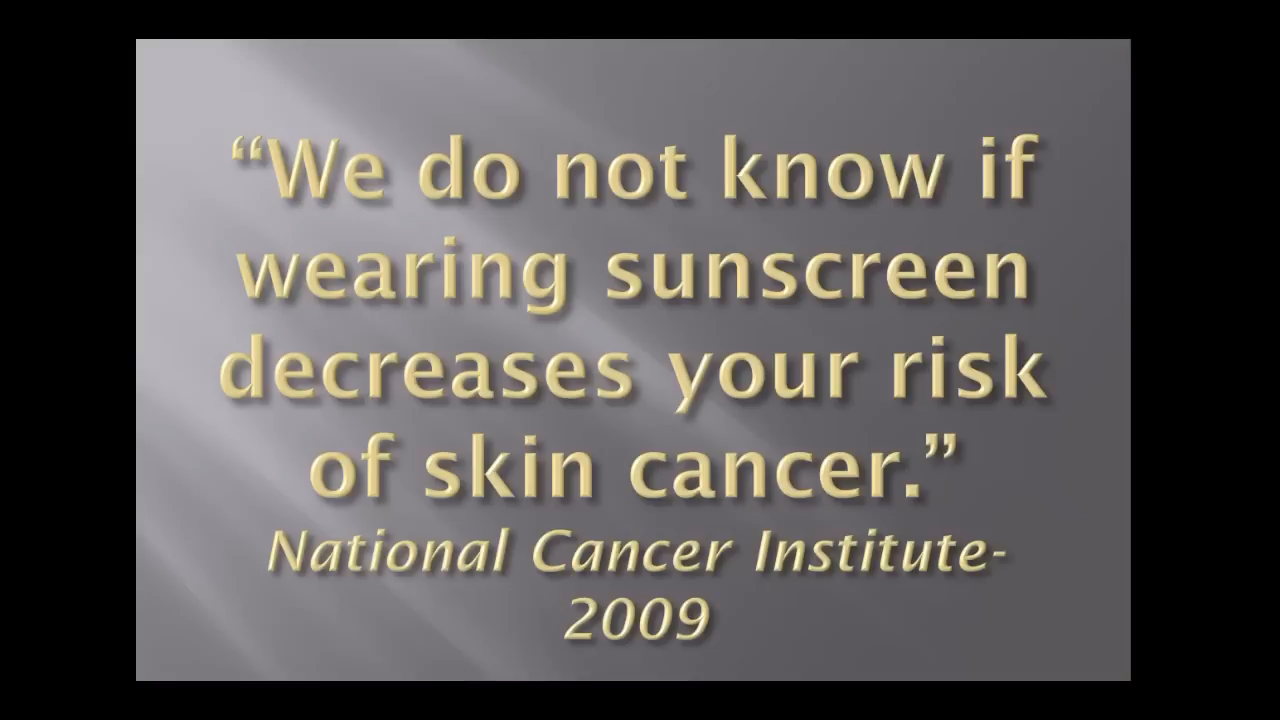 “We do not know if
wearing sunscreen
decreases your risk
of skin cancer.”
National Cancer Institute-
2009